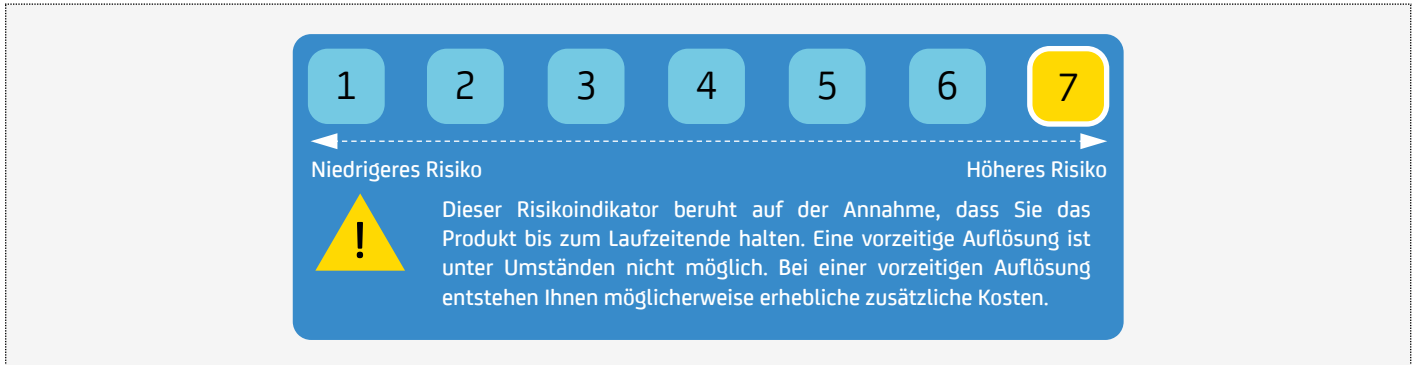 1 2 3 4 5 6 7
Niedrigeres Risiko Höheres Risiko
!
Dieser Risikoindikator beruht auf der Annahme, dass Sie das
Produkt bis zum Laufzeitende halten. Eine vorzeitige Auflösung ist
unter Umständen nicht möglich. Bei einer vorzeitigen Auflösung
entstehen Ihnen möglicherweise erhebliche zusätzliche Kosten.